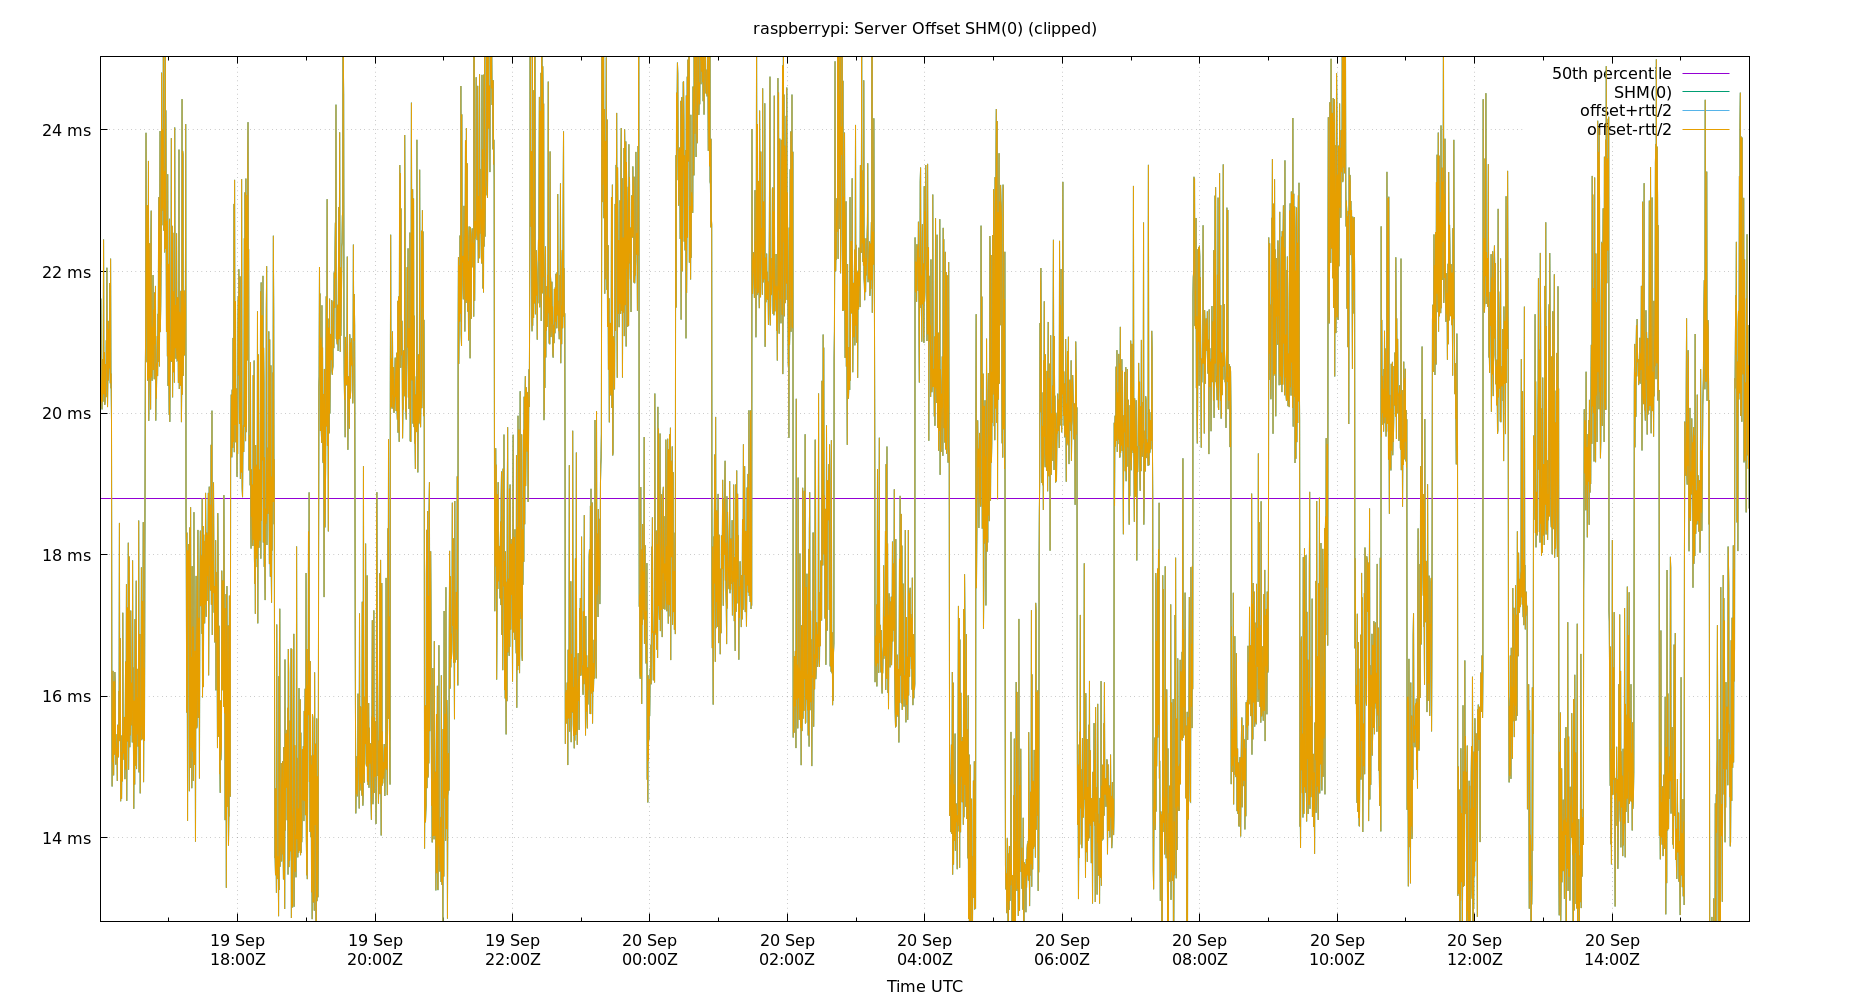 raspberrypi: Server Offset SHM(0) (clipped)
50th percentile
SHM(0)
offset+rtt/2
offset-rtt/2
24 ms
22 ms
20 ms
18 ms
16 ms
14 ms
19 Sep 19 Sep 19 Sep 20 Sep 20 Sep 20 Sep 20 Sep 20 Sep 20 Sep 20 Sep 20 Sep
18:00Z 20:00Z 22:00Z 00:00Z 02:00Z 04:00Z 06:00Z 08:00Z 10:00Z 12:00Z 14:00Z
Time UTC